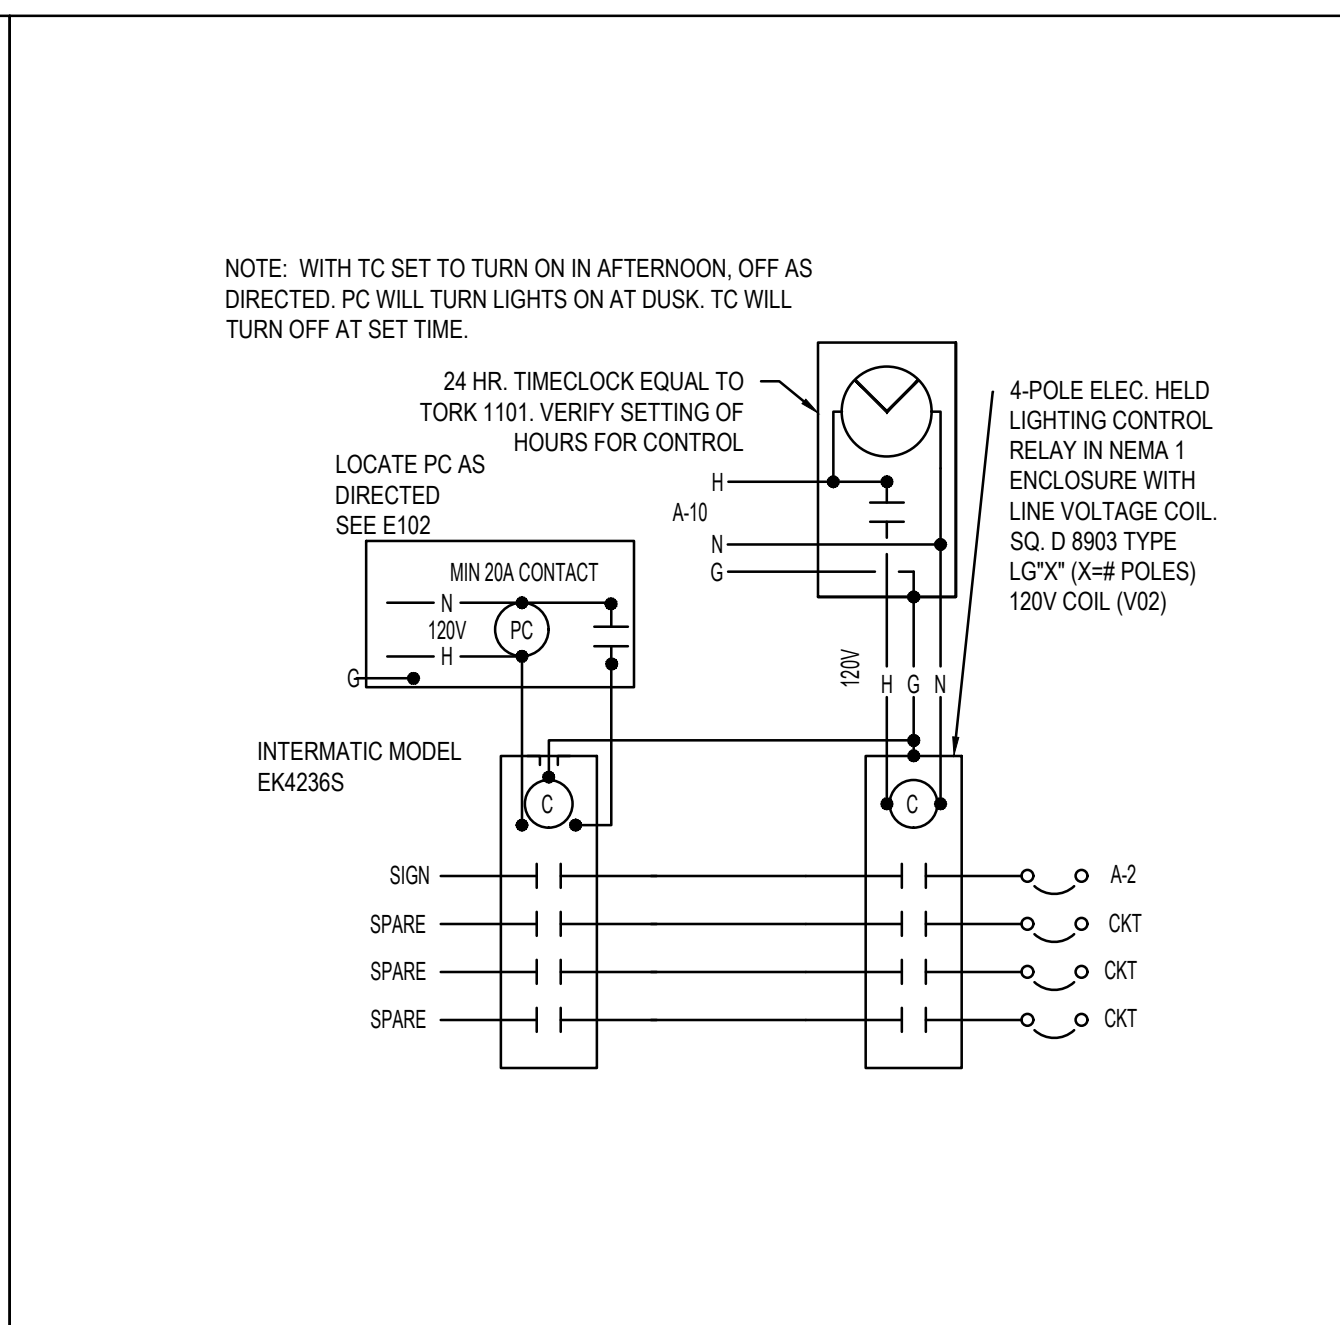 NOTE: WITH TC SET TO TURN ON IN AFTERNOON, OFF AS
DIRECTED. PC WILL TURN LIGHTS ON AT DUSK. TC WILL
TURN OFF AT SET TIME.
24 HR. TIMECLOCK EQUAL TO
TORK 1101. VERIFY SETTING OF
HOURS FOR CONTROL
4-POLE ELEC. HELD
LIGHTING CONTROL
RELAY IN NEMA 1
ENCLOSURE WITH
LINE VOLTAGE COIL.
SQ. D 8903 TYPE
LG"X" (X=# POLES)
120V COIL (V02)
LOCATE PC AS
DIRECTED
SEE E102
H
A-10
N
G
MIN 20A CONTACT
N
120V
PC
H
G
120V
H G N
INTERMATIC MODEL
EK4236S
C
C
SIGN
A-2
SPARE
CKT
SPARE
CKT
SPARE
CKT